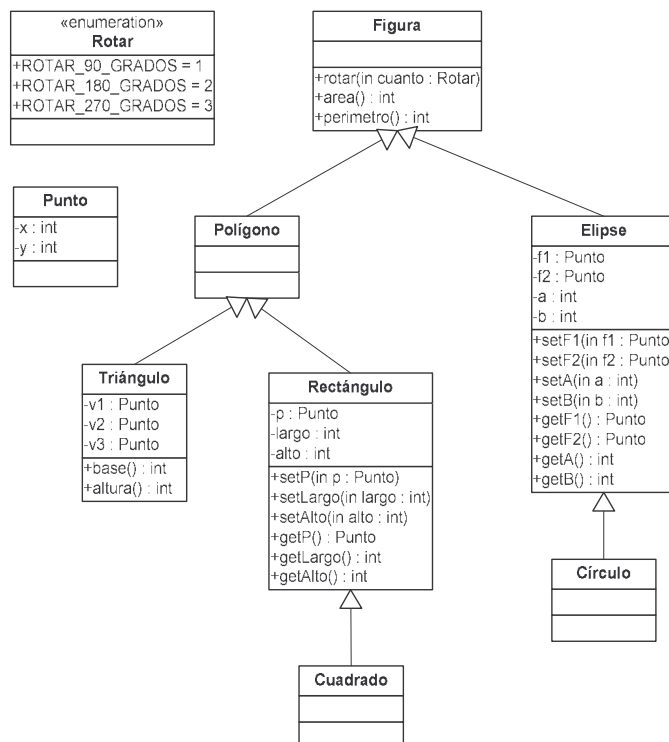 «enumeration»
Rotar
+ROTAR_90_GRADOS = 1
+ROTAR_180_GRADOS = 2
+ROTAR_270_GRADOS = 3
Figura
+rotar(in cuanto : Rotar)
+area() : int
+perimetro() : int
Punto
-x : int
-y : int
Polígono
Elipse
-f1 : Punto
-f2 : Punto
-a : int
-b : int
+setF1(in f1 : Punto
+setF2(in f2 : Punto
+setA(in a : int)
+setB(in b : int)
+getF1() : Punto
+getF2() : Punto
+getA() : int
+getB() : int
Triángulo
-v1 : Punto
-v2 : Punto
-v3 : Punto
+base() : int
+altura() : int
Rectángulo
-p : Punto
-largo : int
-alto : int
+setP(in p : Punto)
+setLargo(in largo : int)
+setAlto(in alto : int)
+getP() : Punto
+getLargo() : int
+getAlto() : int
Círculo
Cuadrado